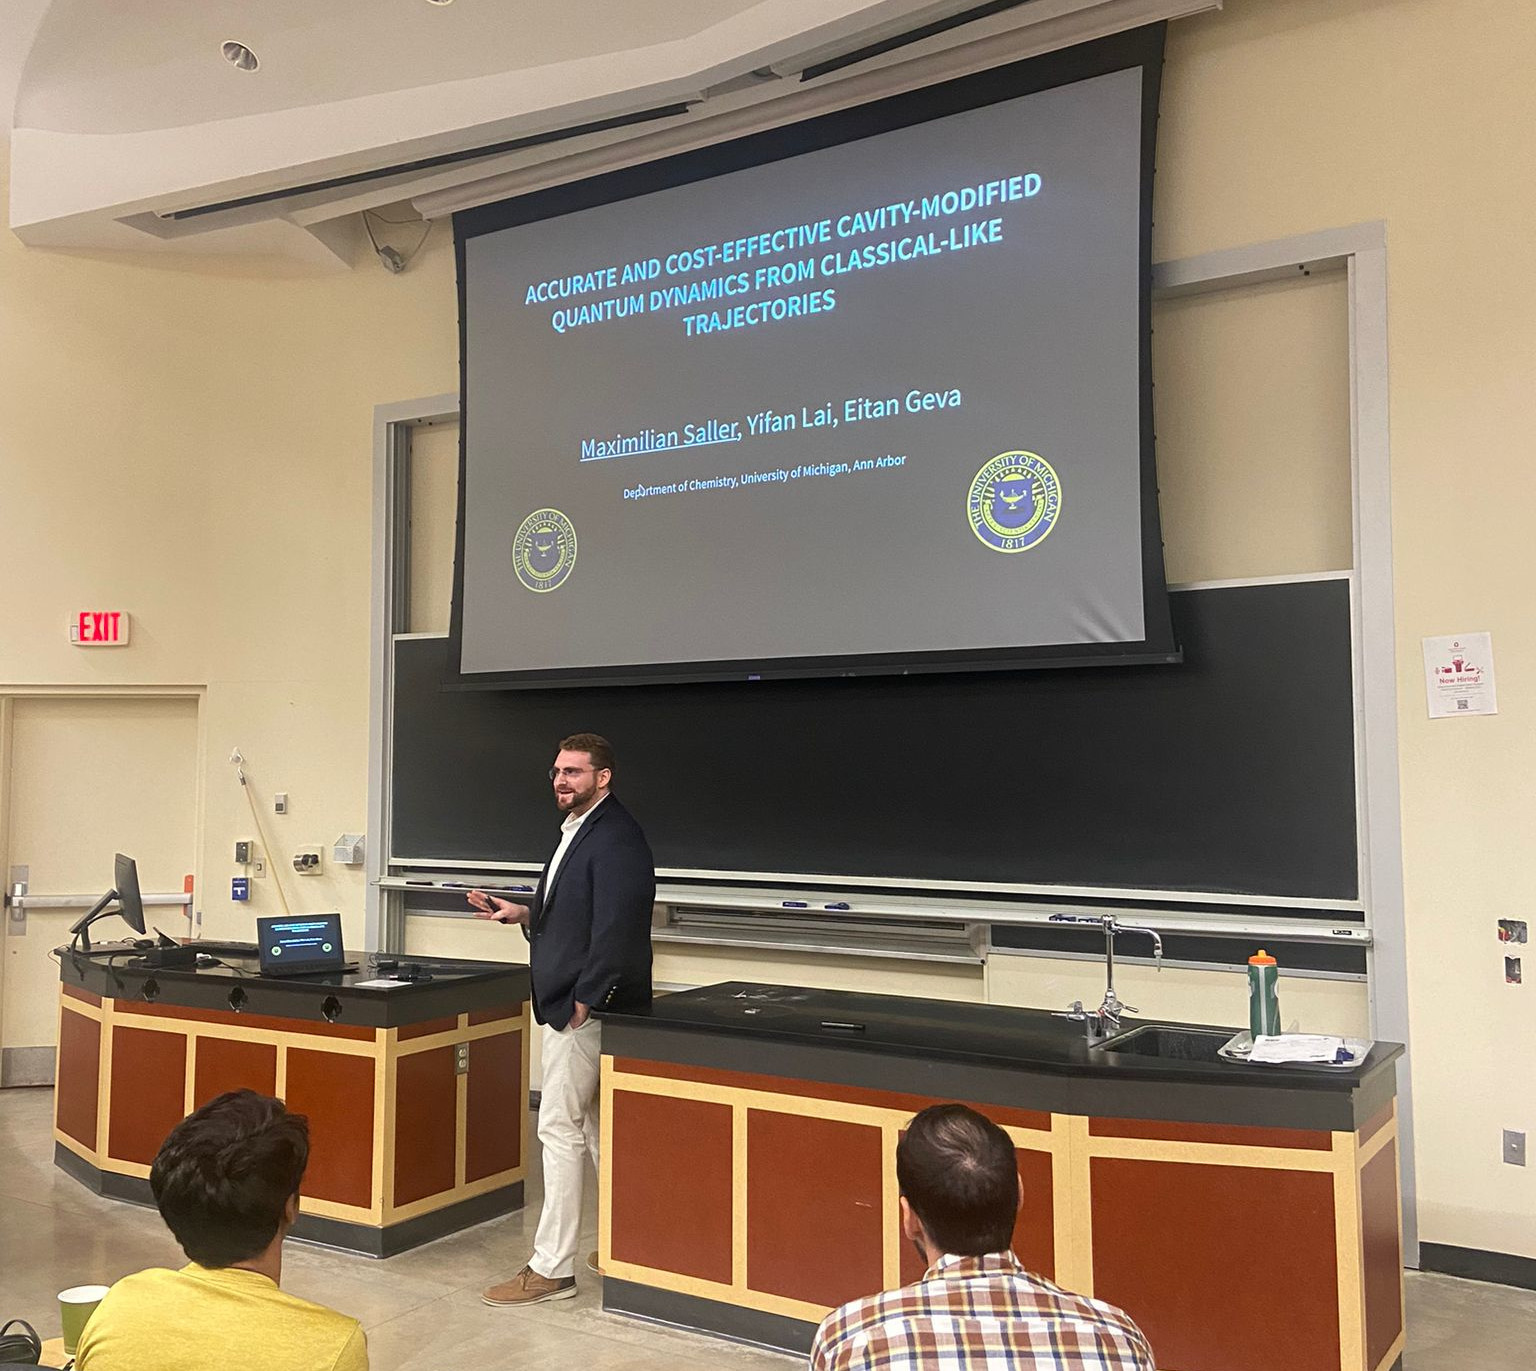 ACCURATE AND COST-EFFECTIVE CAVITY-MODIFIED
QUANTUM DYNAMICS FROM CLASSICAL-LIKE
TRAJECTORIES
Maximilian Saller, Yifan Lai, Eitan Geva
Department of Chemistry, University of Michigan, Ann Arbor
THE UNIVERSITY OF MICHIGAN
1817
THE UNIVERSITY OF MICHIGAN
1817
EXIT
Now Hiring!